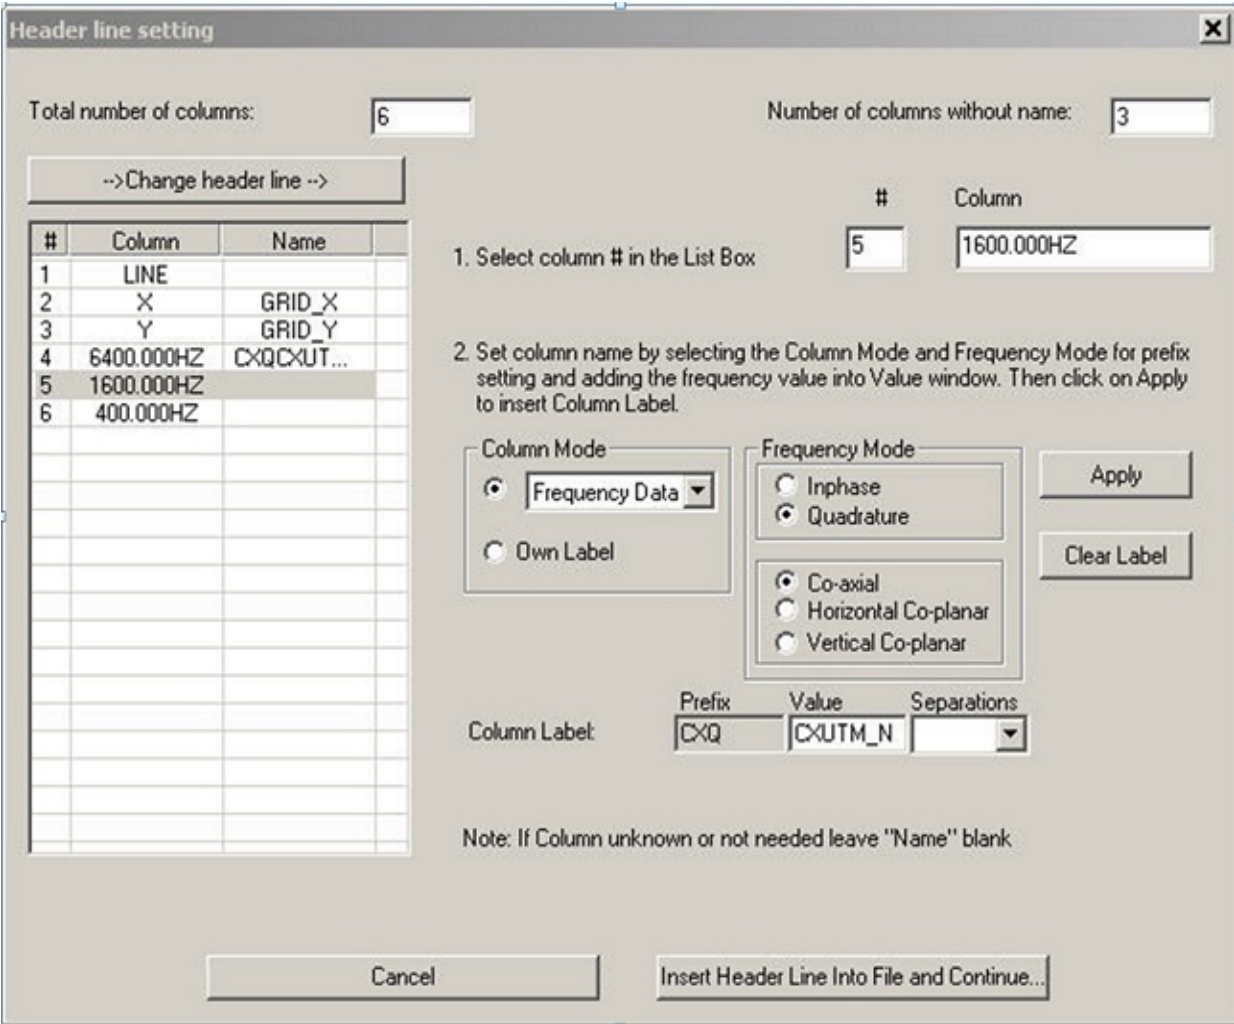 Header line setting
Total number of columns: 6
Number of columns without name: 3
-->Change header line -->
# Column
# Column Name
1 LINE
2 X GRID_X
3 Y GRID_Y
4 6400.000HZ CXQCXUT...
5 1600.000HZ
6 400.000HZ
1. Select column # in the List Box 5 1600.000HZ
2. Set column name by selecting the Column Mode and Frequency Mode for prefix
setting and adding the frequency value into Value window. Then click on Apply
to insert Column Label.
Column Mode
Frequency Data
Own Label
Frequency Mode
Inphase
Quadrature
Co-axial
Horizontal Co-planar
Vertical Co-planar
Apply
Clear Label
Prefix Value Separations
Column Label: CXQ CXUTM_N
Note: If Column unknown or not needed leave "Name" blank
Cancel
Insert Header Line Into File and Continue...